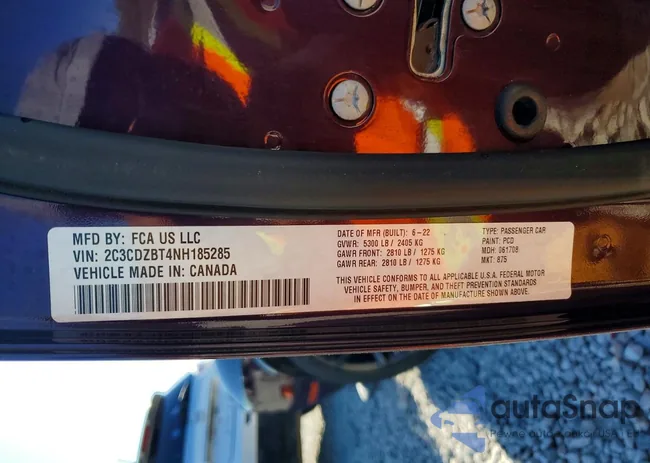 MFD BY: FCA US LLC
VIN: 2C3CDZBT4NH185285
VEHICLE MADE IN: CANADA
DATE OF MFR (BUILT): 6-22
GVWR: 5300 LB / 2405 KG
GAWR FRONT: 2810 LB / 1275 KG
GAWR REAR: 2810 LB / 1275 KG
TYPE: PASSENGER CAR
PAINT: PCD
MDH: 061708
MKT: 875
THIS VEHICLE CONFORMS TO ALL APPLICABLE U.S.A. FEDERAL MOTOR
VEHICLE SAFETY, BUMPER, AND THEFT PREVENTION STANDARDS
IN EFFECT ON THE DATE OF MANUFACTURE SHOWN ABOVE.
autaSnap